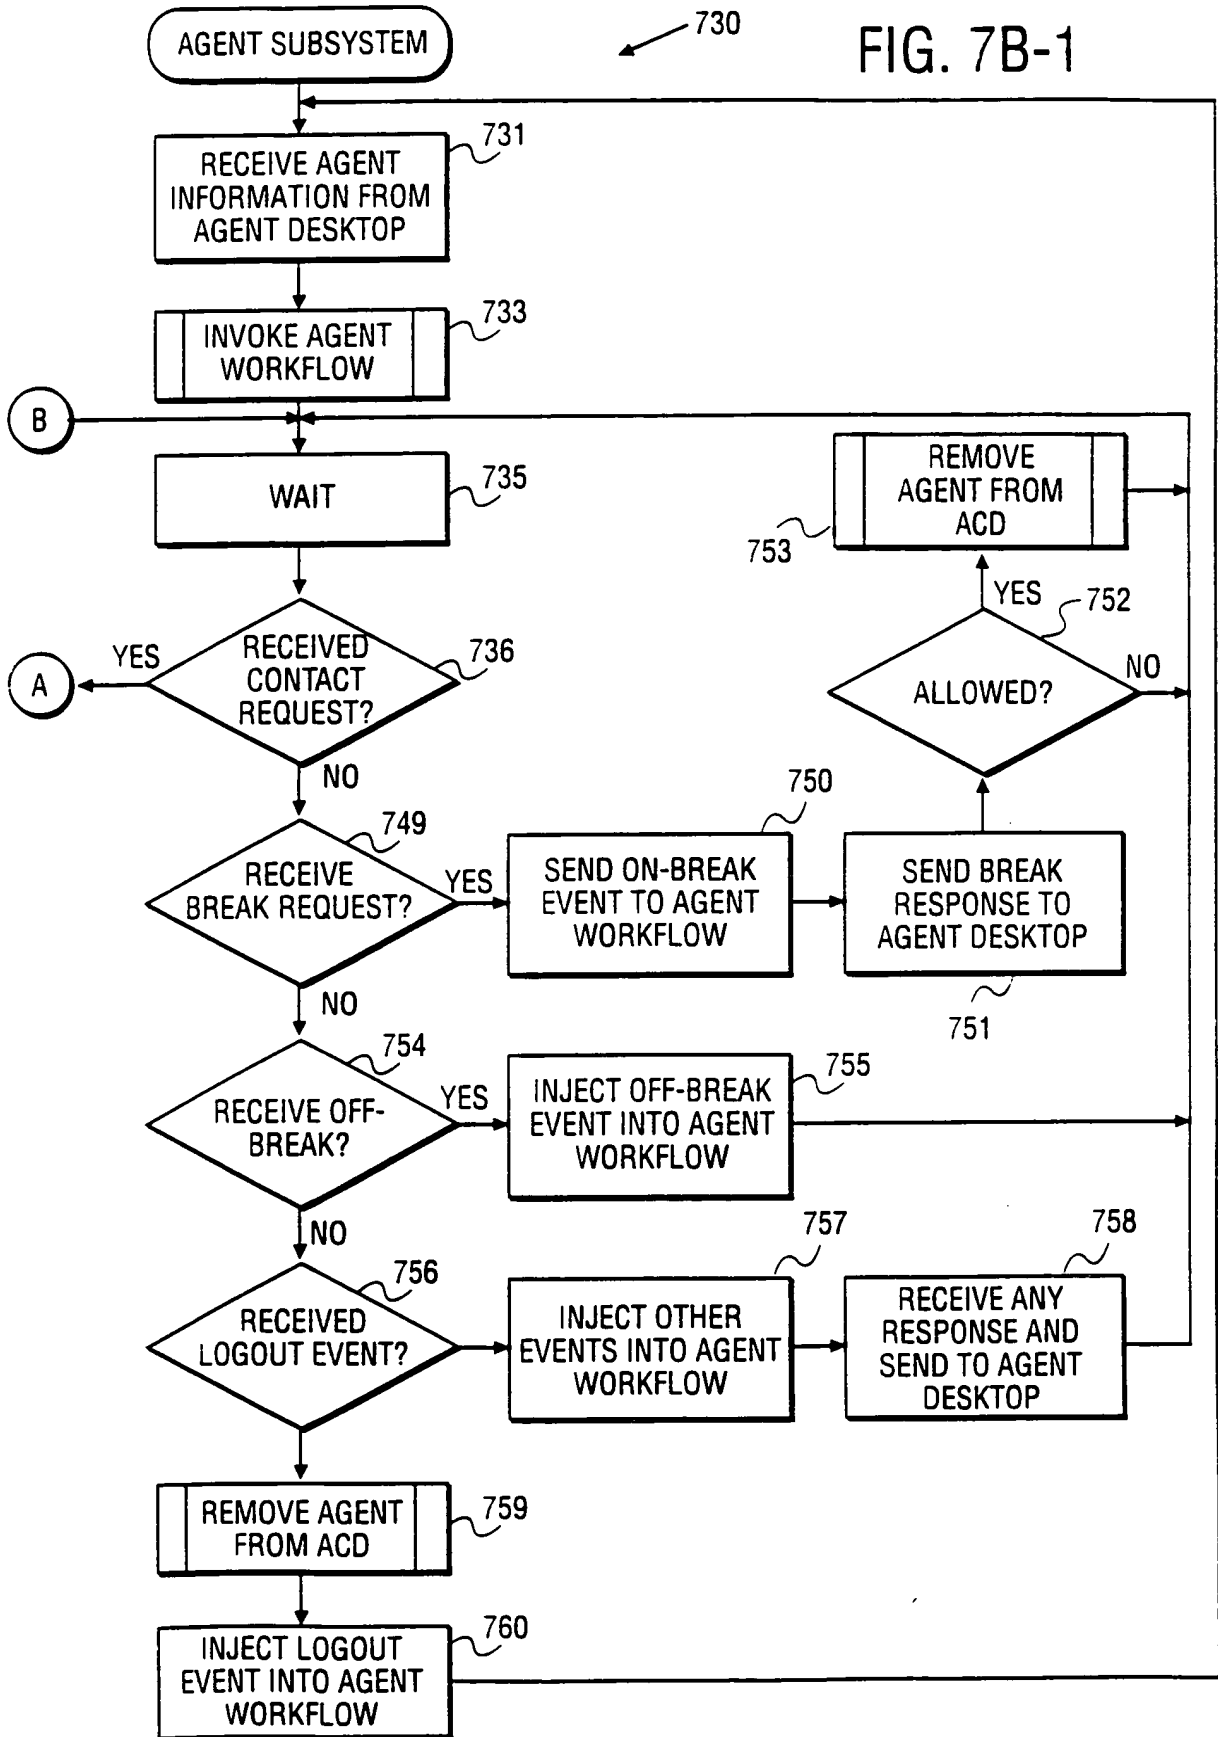 AGENT SUBSYSTEM
730
FIG. 7B-1
731
RECEIVE AGENT
INFORMATION FROM
AGENT DESKTOP
733
INVOKE AGENT
WORKFLOW
B
735
WAIT
REMOVE
AGENT FROM
ACD
753
YES
752
ALLOWED?
NO
736
RECEIVED
CONTACT
REQUEST?
YES
A
NO
749
RECEIVE
BREAK REQUEST?
YES
750
SEND ON-BREAK
EVENT TO AGENT
WORKFLOW
SEND BREAK
RESPONSE TO
AGENT DESKTOP
751
NO
754
RECEIVE OFF-
BREAK?
YES
755
INJECT OFF-BREAK
EVENT INTO AGENT
WORKFLOW
NO
756
RECEIVED
LOGOUT EVENT?
757
INJECT OTHER
EVENTS INTO AGENT
WORKFLOW
758
RECEIVE ANY
RESPONSE AND
SEND TO AGENT
DESKTOP
759
REMOVE AGENT
FROM ACD
760
INJECT LOGOUT
EVENT INTO AGENT
WORKFLOW